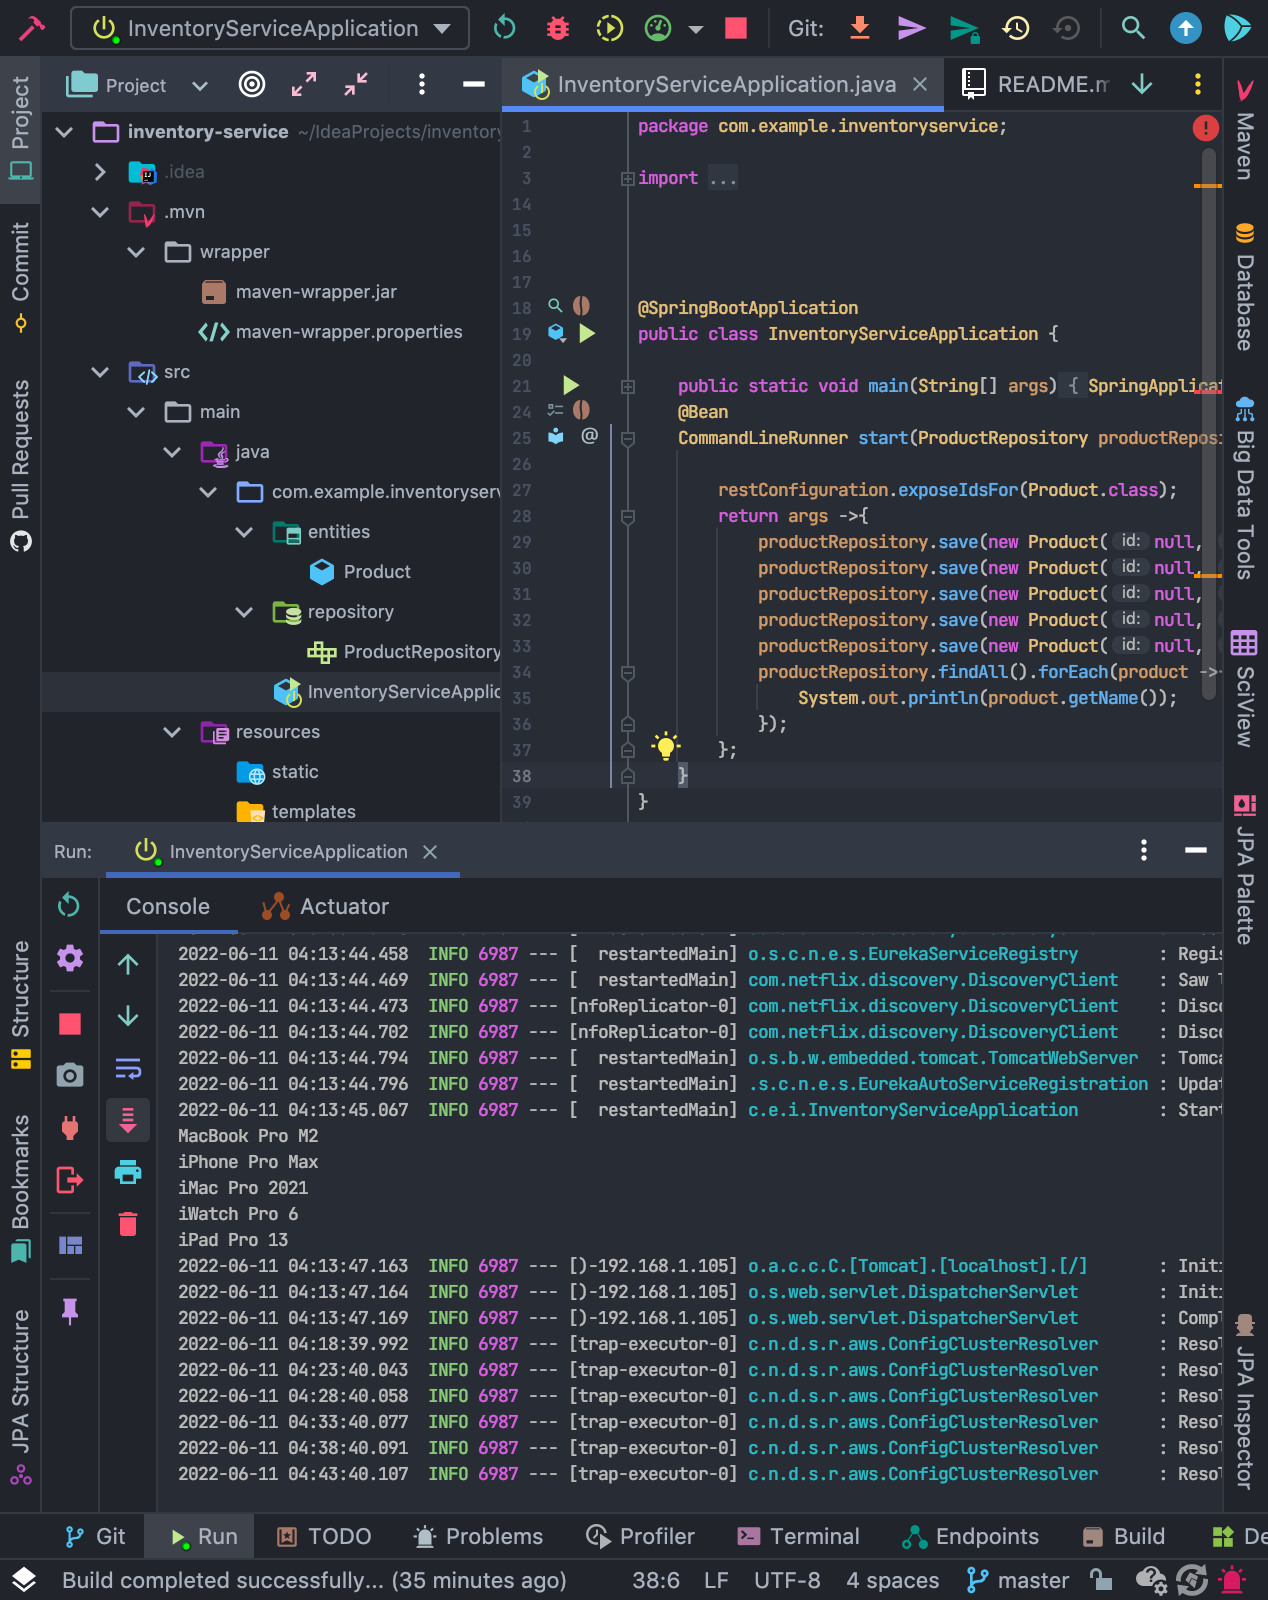 InventoryServiceApplication
Git:
Project
InventoryServiceApplication.java
README.m
Project
Commit
Pull Requests
Structure
Bookmarks
JPA Structure
inventory-service ~/IdeaProjects/inventory
.idea
.mvn
wrapper
maven-wrapper.jar
maven-wrapper.properties
src
main
java
com.example.inventoryser
entities
Product
repository
ProductRepository
InventoryServiceApplic
resources
static
templates
1 package com.example.inventoryservice;
2
3 import ...
14
15
16
17
18 @SpringBootApplication
19 public class InventoryServiceApplication {
20
21 public static void main(String[] args) { SpringApplicat
24 @Bean
25 @ CommandLineRunner start(ProductRepository productReposi
26
27 restConfiguration.exposeIdsFor(Product.class);
28 return args ->{
29 productRepository.save(new Product( id: null,
30 productRepository.save(new Product( id: null,
31 productRepository.save(new Product( id: null,
32 productRepository.save(new Product( id: null,
33 productRepository.save(new Product( id: null,
34 productRepository.findAll().forEach(product ->{
35 System.out.println(product.getName());
36 });
37 };
38 }
39 }
Maven
Database
Big Data Tools
SciView
JPA Palette
JPA Inspector
Run: InventoryServiceApplication
Console
Actuator
2022-06-11 04:13:44.458 INFO 6987 --- [ restartedMain] o.s.c.n.e.s.EurekaServiceRegistry : Regis
2022-06-11 04:13:44.469 INFO 6987 --- [ restartedMain] com.netflix.discovery.DiscoveryClient : Saw
2022-06-11 04:13:44.473 INFO 6987 --- [nfoReplicator-0] com.netflix.discovery.DiscoveryClient : Disco
2022-06-11 04:13:44.702 INFO 6987 --- [nfoReplicator-0] com.netflix.discovery.DiscoveryClient : Disco
2022-06-11 04:13:44.794 INFO 6987 --- [ restartedMain] o.s.b.w.embedded.tomcat.TomcatWebServer : Tomca
2022-06-11 04:13:44.796 INFO 6987 --- [ restartedMain] .s.c.n.e.s.EurekaAutoServiceRegistration : Updat
2022-06-11 04:13:45.067 INFO 6987 --- [ restartedMain] c.e.i.InventoryServiceApplication : Start
MacBook Pro M2
iPhone Pro Max
iMac Pro 2021
iWatch Pro 6
iPad Pro 13
2022-06-11 04:13:47.163 INFO 6987 --- [)-192.168.1.105] o.a.c.c.C.[Tomcat].[localhost].[/] : Initi
2022-06-11 04:13:47.164 INFO 6987 --- [)-192.168.1.105] o.s.web.servlet.DispatcherServlet : Initi
2022-06-11 04:13:47.169 INFO 6987 --- [)-192.168.1.105] o.s.web.servlet.DispatcherServlet : Compl
2022-06-11 04:18:39.992 INFO 6987 --- [trap-executor-0] c.n.d.s.r.aws.ConfigClusterResolver : Resol
2022-06-11 04:23:40.043 INFO 6987 --- [trap-executor-0] c.n.d.s.r.aws.ConfigClusterResolver : Resol
2022-06-11 04:28:40.058 INFO 6987 --- [trap-executor-0] c.n.d.s.r.aws.ConfigClusterResolver : Resol
2022-06-11 04:33:40.077 INFO 6987 --- [trap-executor-0] c.n.d.s.r.aws.ConfigClusterResolver : Resol
2022-06-11 04:38:40.091 INFO 6987 --- [trap-executor-0] c.n.d.s.r.aws.ConfigClusterResolver : Resol
2022-06-11 04:43:40.107 INFO 6987 --- [trap-executor-0] c.n.d.s.r.aws.ConfigClusterResolver : Resol
Git Run TODO Problems Profiler Terminal Endpoints Build De
Build completed successfully... (35 minutes ago) 38:6 LF UTF-8 4 spaces master